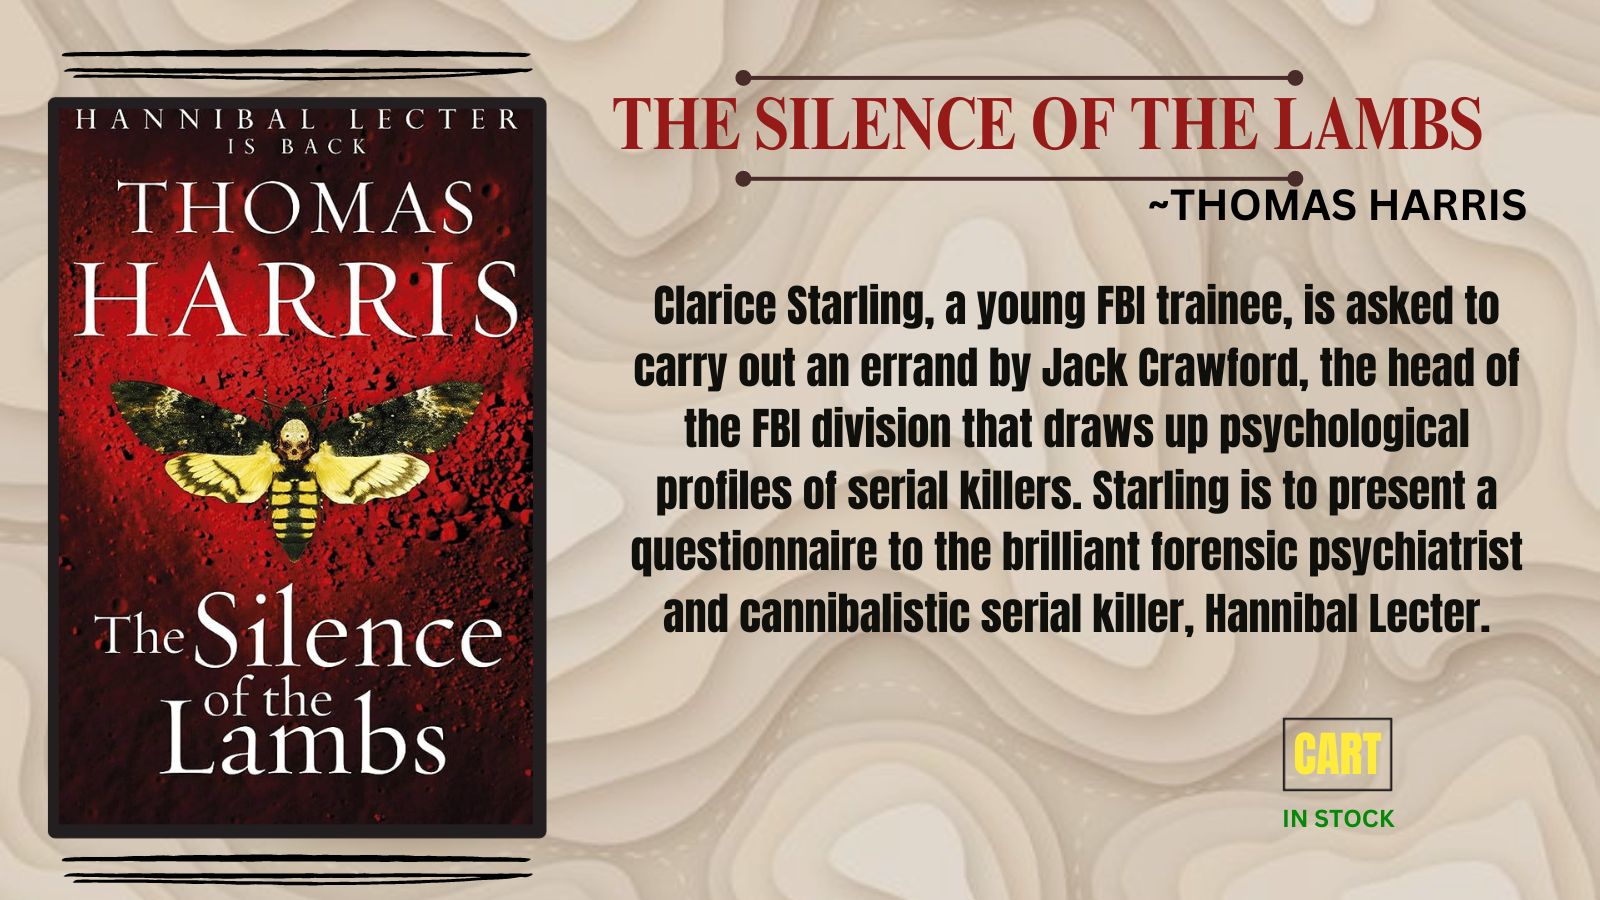 HANNIBAL LECTER
IS BACK
THOMAS
HARRIS
The Silence
of the
Lambs
THE SILENCE OF THE LAMBS
~THOMAS HARRIS
Clarice Starling, a young FBI trainee, is asked to
carry out an errand by Jack Crawford, the head of
the FBI division that draws up psychological
profiles of serial killers. Starling is to present a
questionnaire to the brilliant forensic psychiatrist
and cannibalistic serial killer, Hannibal Lecter.
CART
IN STOCK